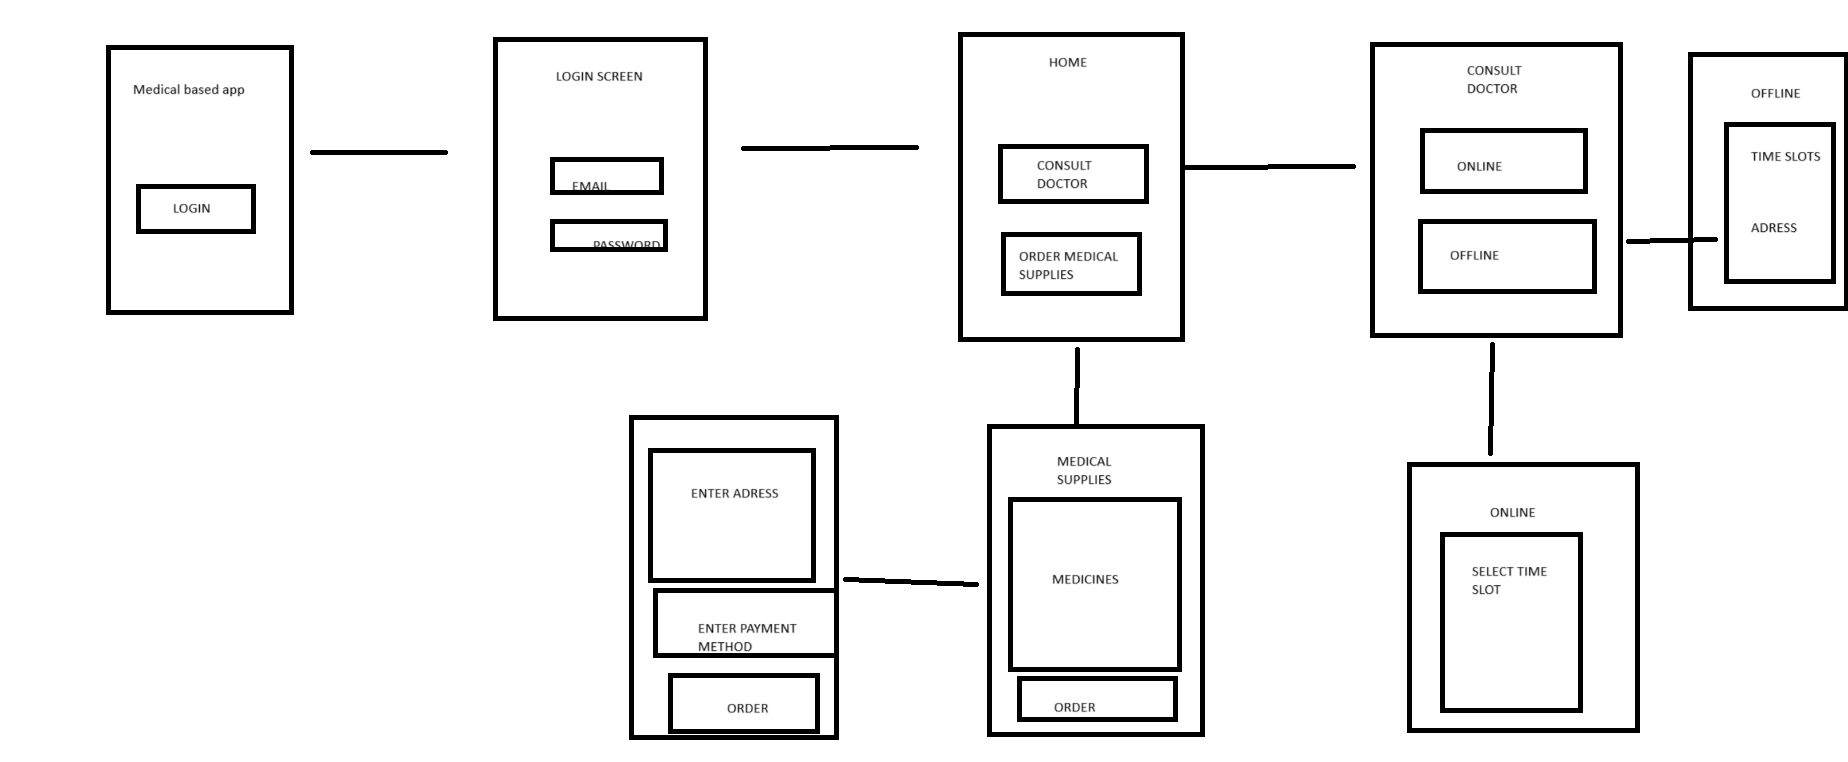 Medical based app
LOGIN
LOGIN SCREEN
EMAIL
PASSWORD
HOME
CONSULT
DOCTOR
ORDER MEDICAL
SUPPLIES
CONSULT
DOCTOR
ONLINE
OFFLINE
OFFLINE
TIME SLOTS
ADRESS
ENTER ADRESS
ENTER PAYMENT
METHOD
ORDER
MEDICAL
SUPPLIES
MEDICINES
ORDER
ONLINE
SELECT TIME
SLOT